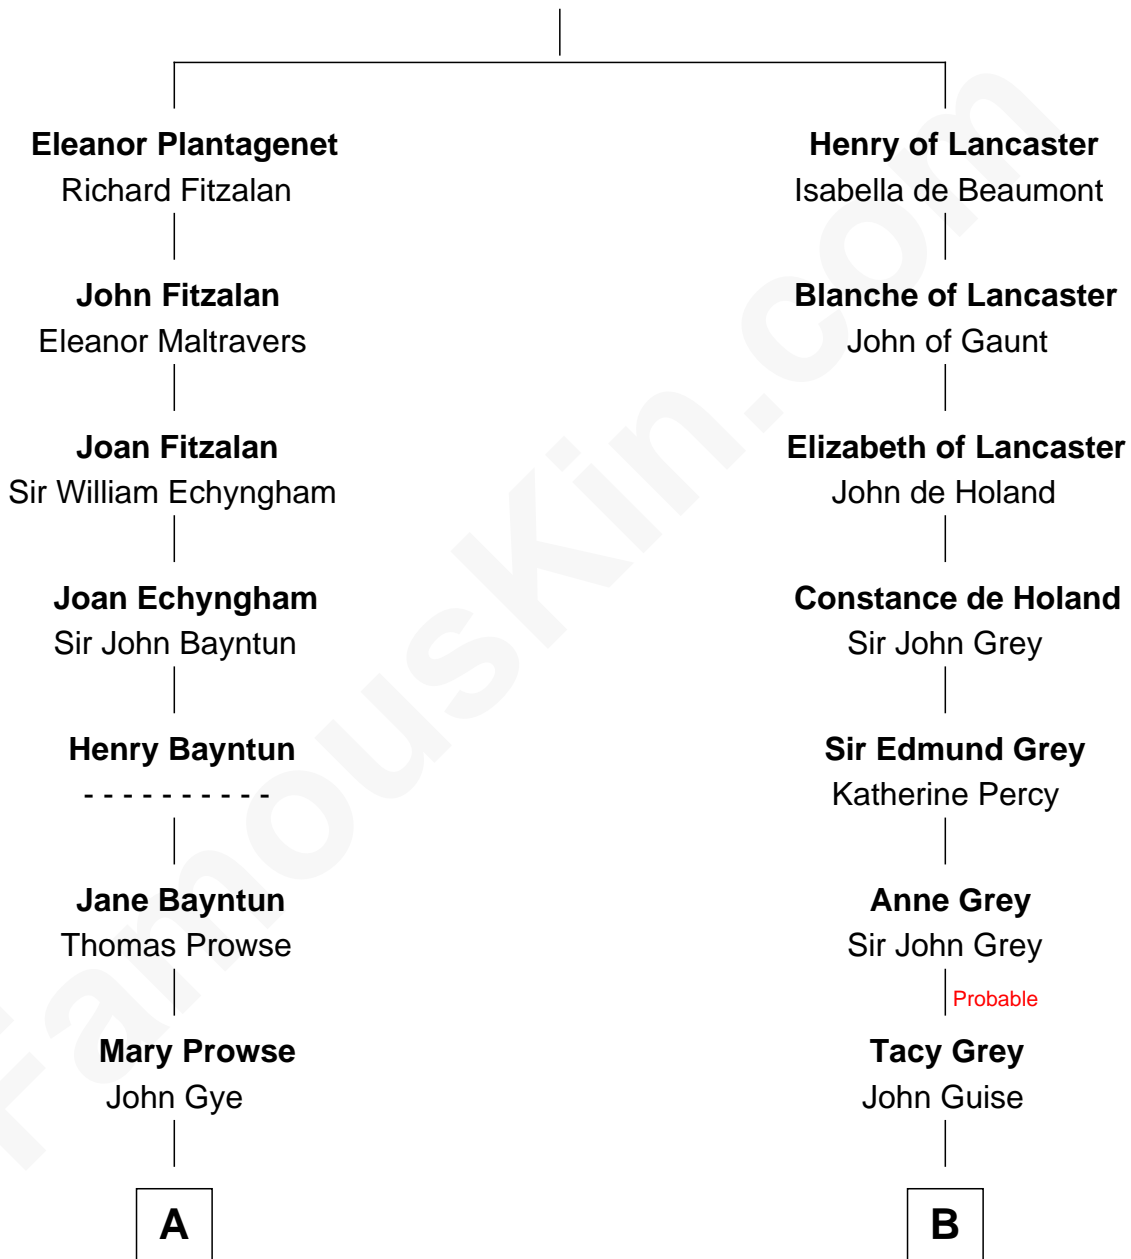 Eleanor Plantagenet
Richard Fitzalan
John Fitzalan
Eleanor Maltravers
Joan Fitzalan
Sir William Echyngham
Joan Echyngham
Sir John Bayntun
Henry Bayntun
- - - - - - - - - -
Jane Bayntun
Thomas Prowse
Mary Prowse
John Gye
A
Henry of Lancaster
Isabella de Beaumont
Blanche of Lancaster
John of Gaunt
Elizabeth of Lancaster
John de Holand
Constance de Holand
Sir John Grey
Sir Edmund Grey
Katherine Percy
Anne Grey
Sir John Grey
Probable
Tacy Grey
John Guise
B
FamousKin.com